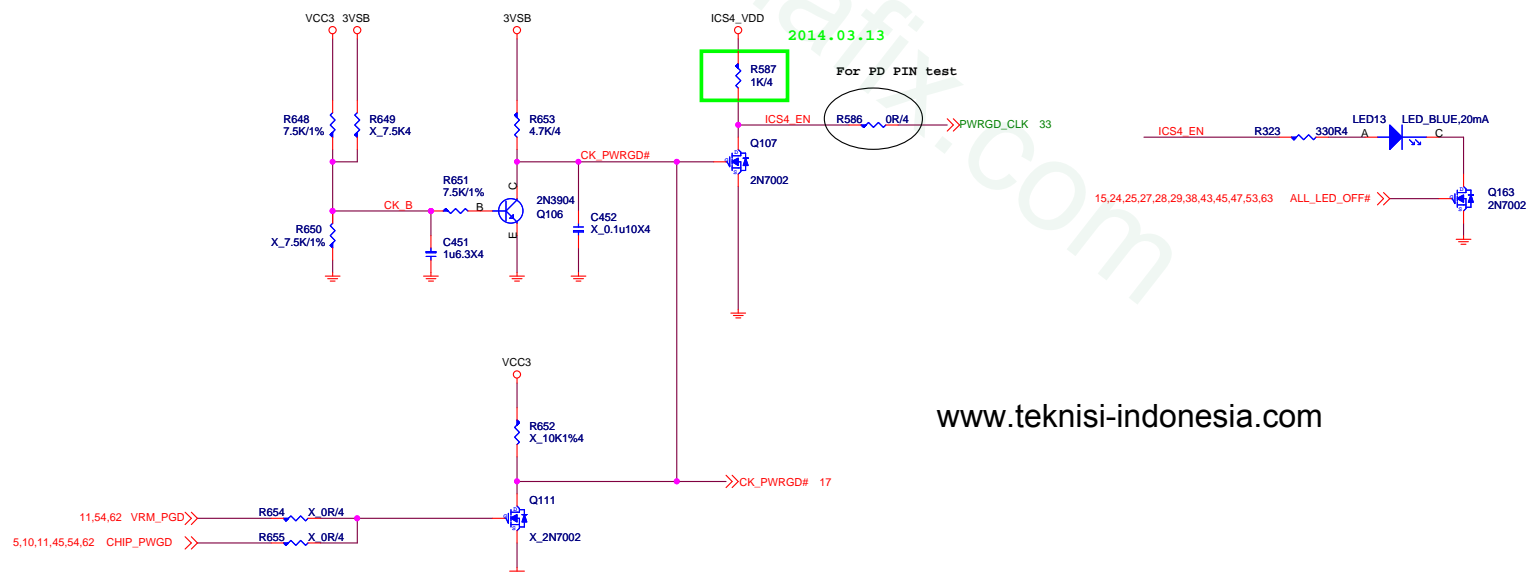 VCC3 3VSB
3VSB
ICS4_VDD
2014.03.13
R587
1K/4
For PD PIN test
R648
7.5K/1%
R649
X_7.5K4
R653
4.7K/4
ICS4_EN
R586 0R/4
PWRGD_CLK 33
ICS4_EN
R323 330R4
LED13 LED_BLUE,20mA
A C
Q107
2N7002
CK_PWRGD#
R651
7.5K/1%
CK_B
B
C
E
2N3904
Q106
R650
X_7.5K/1%
C451
1u6.3X4
C452
X_0.1u10X4
15,24,25,27,28,29,38,43,45,47,53,63 ALL_LED_OFF#
Q163
2N7002
VCC3
R652
X_10K1%4
www.teknisi-indonesia.com
CK_PWRGD# 17
Q111
X_2N7002
11,54,62 VRM_PGD
R654 X_0R/4
5,10,11,45,54,62 CHIP_PWGD
R655 X_0R/4